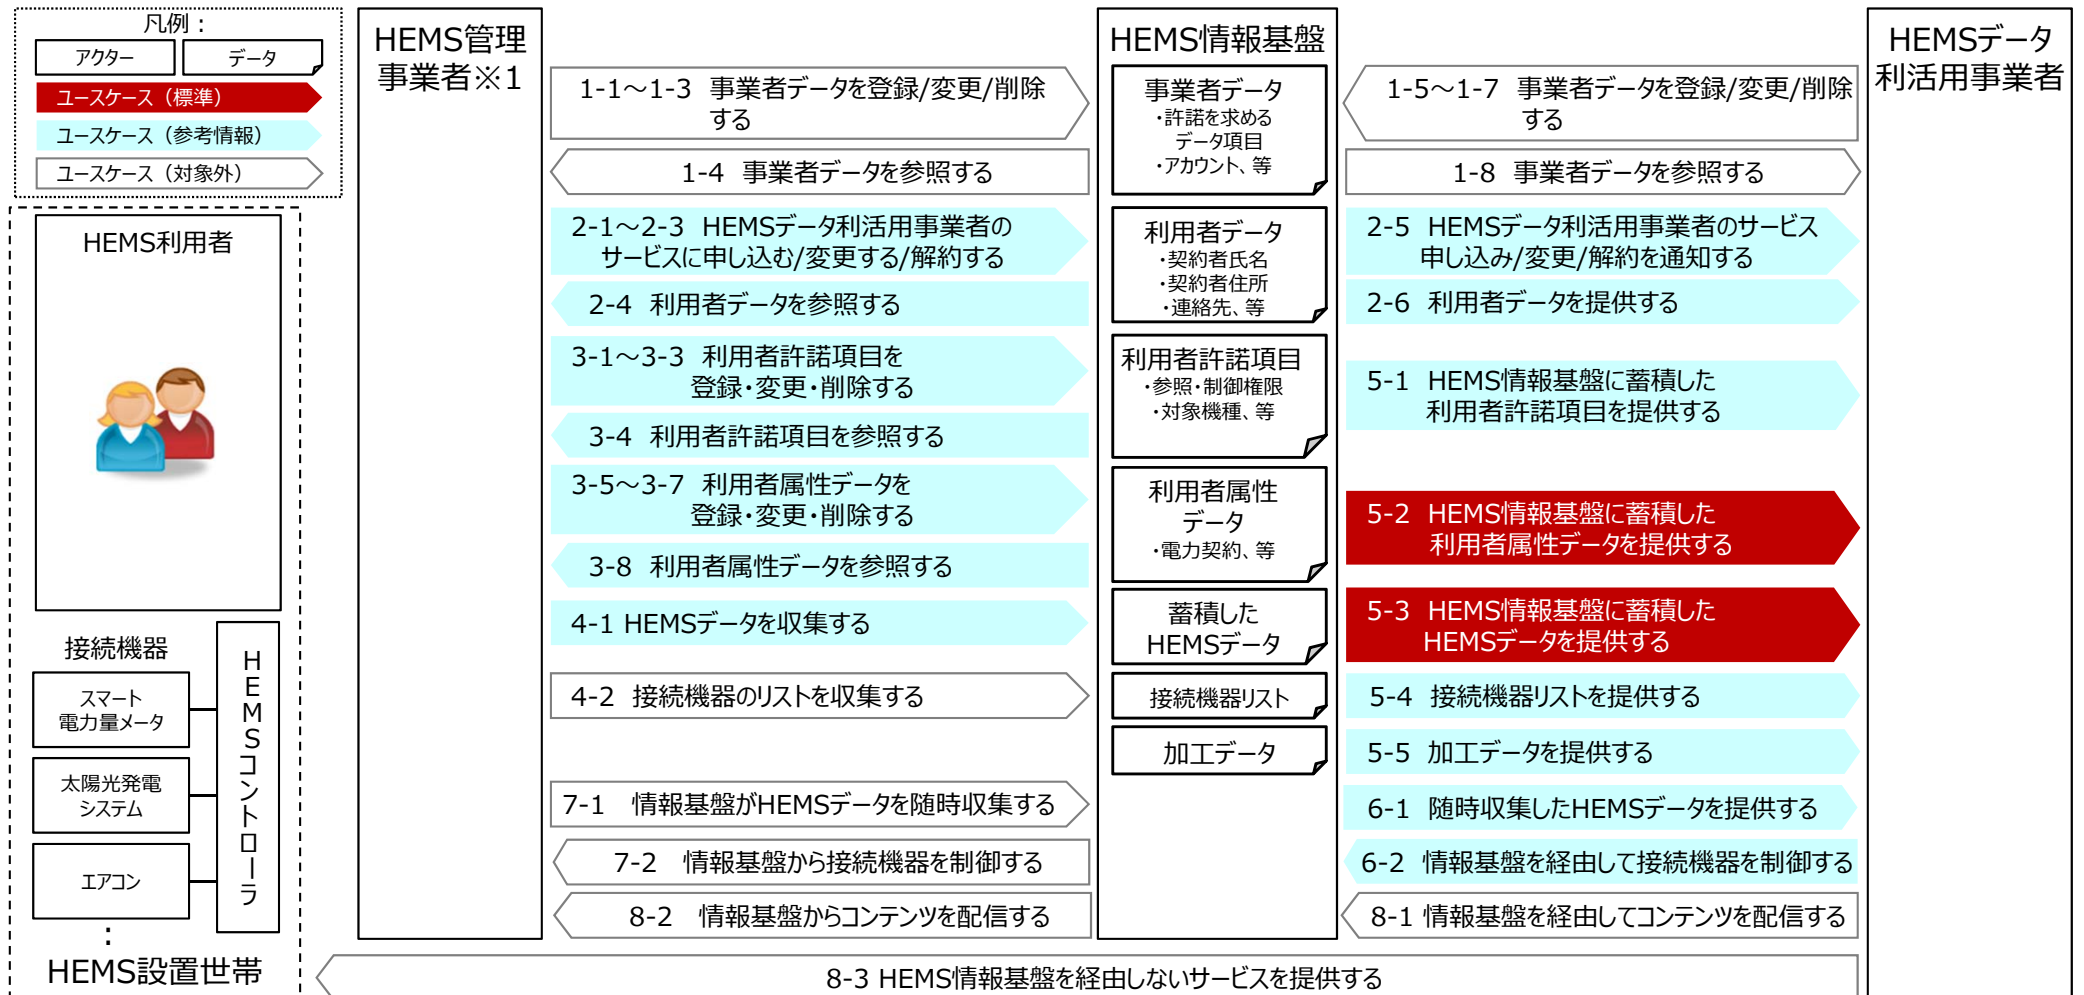 凡例：
アクター
データ
ユースケース（標準）
ユースケース（参考情報）
ユースケース（対象外）
HEMS利用者
接続機器
スマート
電力量メータ
太陽光発電
システム
エアコン
：
HEMSコントローラ
HEMS設置世帯
HEMS管理
事業者※1
1-1～1-3 事業者データを登録/変更/削除
する
1-4 事業者データを参照する
2-1～2-3 HEMSデータ利活用事業者の
サービスに申し込む/変更する/解約する
2-4 利用者データを参照する
3-1～3-3 利用者許諾項目を
登録・変更・削除する
3-4 利用者許諾項目を参照する
3-5～3-7 利用者属性データを
登録・変更・削除する
3-8 利用者属性データを参照する
4-1 HEMSデータを収集する
4-2 接続機器のリストを収集する
7-1 情報基盤がHEMSデータを随時収集する
7-2 情報基盤から接続機器を制御する
8-2 情報基盤からコンテンツを配信する
HEMS情報基盤
事業者データ
・許諾を求める
データ項目
・アカウント、等
利用者データ
・契約者氏名
・契約者住所
・連絡先、等
利用者許諾項目
・参照・制御権限
・対象機種、等
利用者属性
データ
・電力契約、等
蓄積した
HEMSデータ
接続機器リスト
加工データ
1-5～1-7 事業者データを登録/変更/削除
する
1-8 事業者データを参照する
2-5 HEMSデータ利活用事業者のサービス
申し込み/変更/解約を通知する
2-6 利用者データを提供する
5-1 HEMS情報基盤に蓄積した
利用者許諾項目を提供する
5-2 HEMS情報基盤に蓄積した
利用者属性データを提供する
5-3 HEMS情報基盤に蓄積した
HEMSデータを提供する
5-4 接続機器リストを提供する
5-5 加工データを提供する
6-1 随時収集したHEMSデータを提供する
6-2 情報基盤を経由して接続機器を制御する
8-1 情報基盤を経由してコンテンツを配信する
HEMSデータ
利活用事業者
8-3 HEMS情報基盤を経由しないサービスを提供する